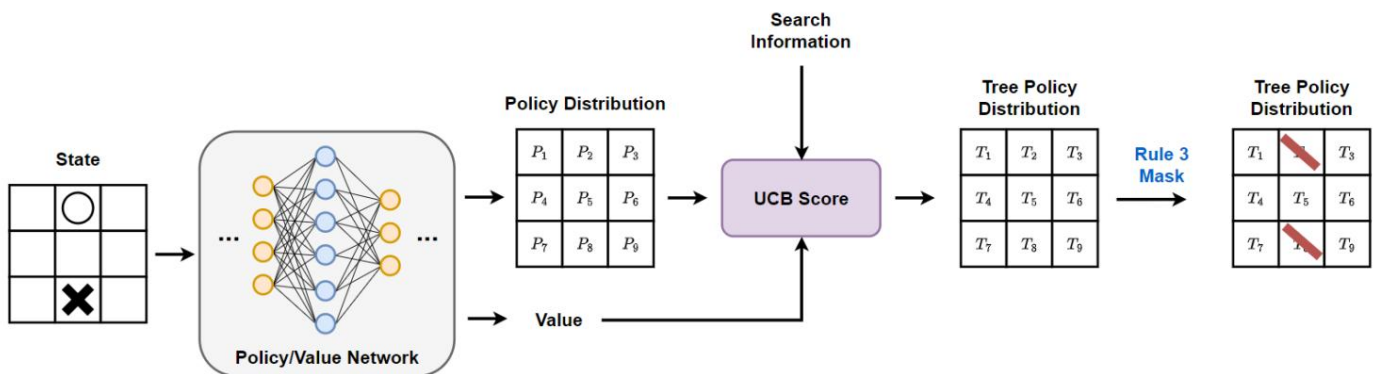 Search
Information
Policy Distribution
Tree Policy
Distribution
Tree Policy
Distribution
State
P₁ P₂ P₃
P₄ P₅ P₆
P₇ P₈ P₉
...
...
UCB Score
T₁ T₂ T₃
T₄ T₅ T₆
T₇ T₈ T₉
Rule 3
Mask
T₁ T₃
T₄ T₅ T₆
T₇ T₉
Value
Policy/Value Network